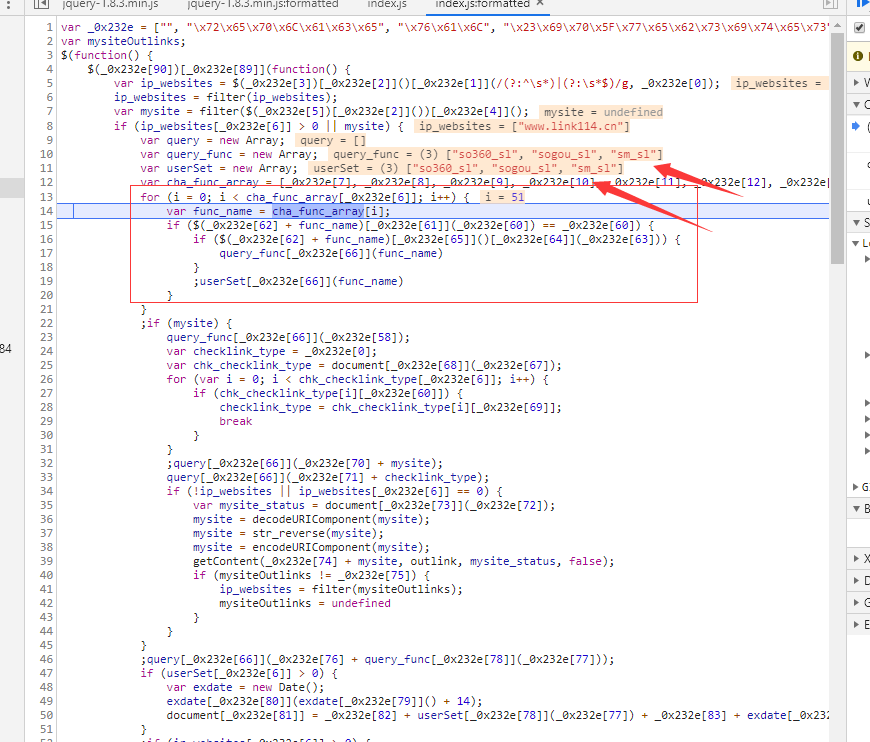 jquery-1.8.3.min.js jquery-1.8.3.min.js:formatted index.js index.js:formatted ×
1 var _0x232e = ["", "\x72\x65\x70\x6C\x61\x63\x65", "\x76\x61\x6C", "\x23\x69\x70\x5F\x77\x65\x62\x73\x69\x74\x65\x73"
2 var mysiteOutlinks;
3 $(function() {
4 $(_0x232e[90])[_0x232e[89]](function() {
5 var ip_websites = $(_0x232e[3])[_0x232e[2]]()[_0x232e[1]](/(?:^\s*)|(?:\s*$)/g, _0x232e[0]); ip_websites =
6 ip_websites = filter(ip_websites);
7 var mysite = filter($(_0x232e[5])[_0x232e[2]]())[_0x232e[4]](); mysite = undefined
8 if (ip_websites[_0x232e[6]] > 0 || mysite) { ip_websites = ["www.link114.cn"]
9 var query = new Array; query = []
10 var query_func = new Array; query_func = (3) ["so360_sl", "sogou_sl", "sm_sl"]
11 var userSet = new Array; userSet = (3) ["so360_sl", "sogou_sl", "sm_sl"]
12 var cha_func_array = [_0x232e[7], _0x232e[8], _0x232e[9], _0x232e[10], _0x232e[11], _0x232e[12], _0x232e
13 for (i = 0; i < cha_func_array[_0x232e[6]]; i++) { i = 51
14 var func_name = cha_func_array[i];
15 if ($(_0x232e[62] + func_name)[_0x232e[61]](_0x232e[60]) == _0x232e[60]) {
16 if ($(_0x232e[62] + func_name)[_0x232e[65]]()[_0x232e[64]](_0x232e[63])) {
17 query_func[_0x232e[66]](func_name)
18 }
19 ;userSet[_0x232e[66]](func_name)
20 }
21 }
22 ;if (mysite) {
23 query_func[_0x232e[66]](_0x232e[58]);
24 var checklink_type = _0x232e[0];
25 var chk_checklink_type = document[_0x232e[68]](_0x232e[67]);
26 for (var i = 0; i < chk_checklink_type[_0x232e[6]]; i++) {
27 if (chk_checklink_type[i][_0x232e[60]]) {
28 checklink_type = chk_checklink_type[i][_0x232e[69]];
29 break
30 }
31 }
32 ;query[_0x232e[66]](_0x232e[70] + mysite);
33 query[_0x232e[66]](_0x232e[71] + checklink_type);
34 if (!ip_websites || ip_websites[_0x232e[6]] == 0) {
35 var mysite_status = document[_0x232e[73]](_0x232e[72]);
36 mysite = decodeURIComponent(mysite);
37 mysite = str_reverse(mysite);
38 mysite = encodeURIComponent(mysite);
39 getContent(_0x232e[74] + mysite, outlink, mysite_status, false);
40 if (mysiteOutlinks != _0x232e[75]) {
41 ip_websites = filter(ip_websites);
42 mysiteOutlinks = undefined
43 }
44 }
45 }
46 ;query[_0x232e[66]](_0x232e[76] + query_func[_0x232e[78]](_0x232e[77]));
47 if (userSet[_0x232e[6]] > 0) {
48 var exdate = new Date();
49 exdate[_0x232e[80]](exdate[_0x232e[79]]() + 14);
50 document[_0x232e[81]] = _0x232e[82] + userSet[_0x232e[78]](_0x232e[77]) + _0x232e[83] + exdate[_0x232e
51 }
84